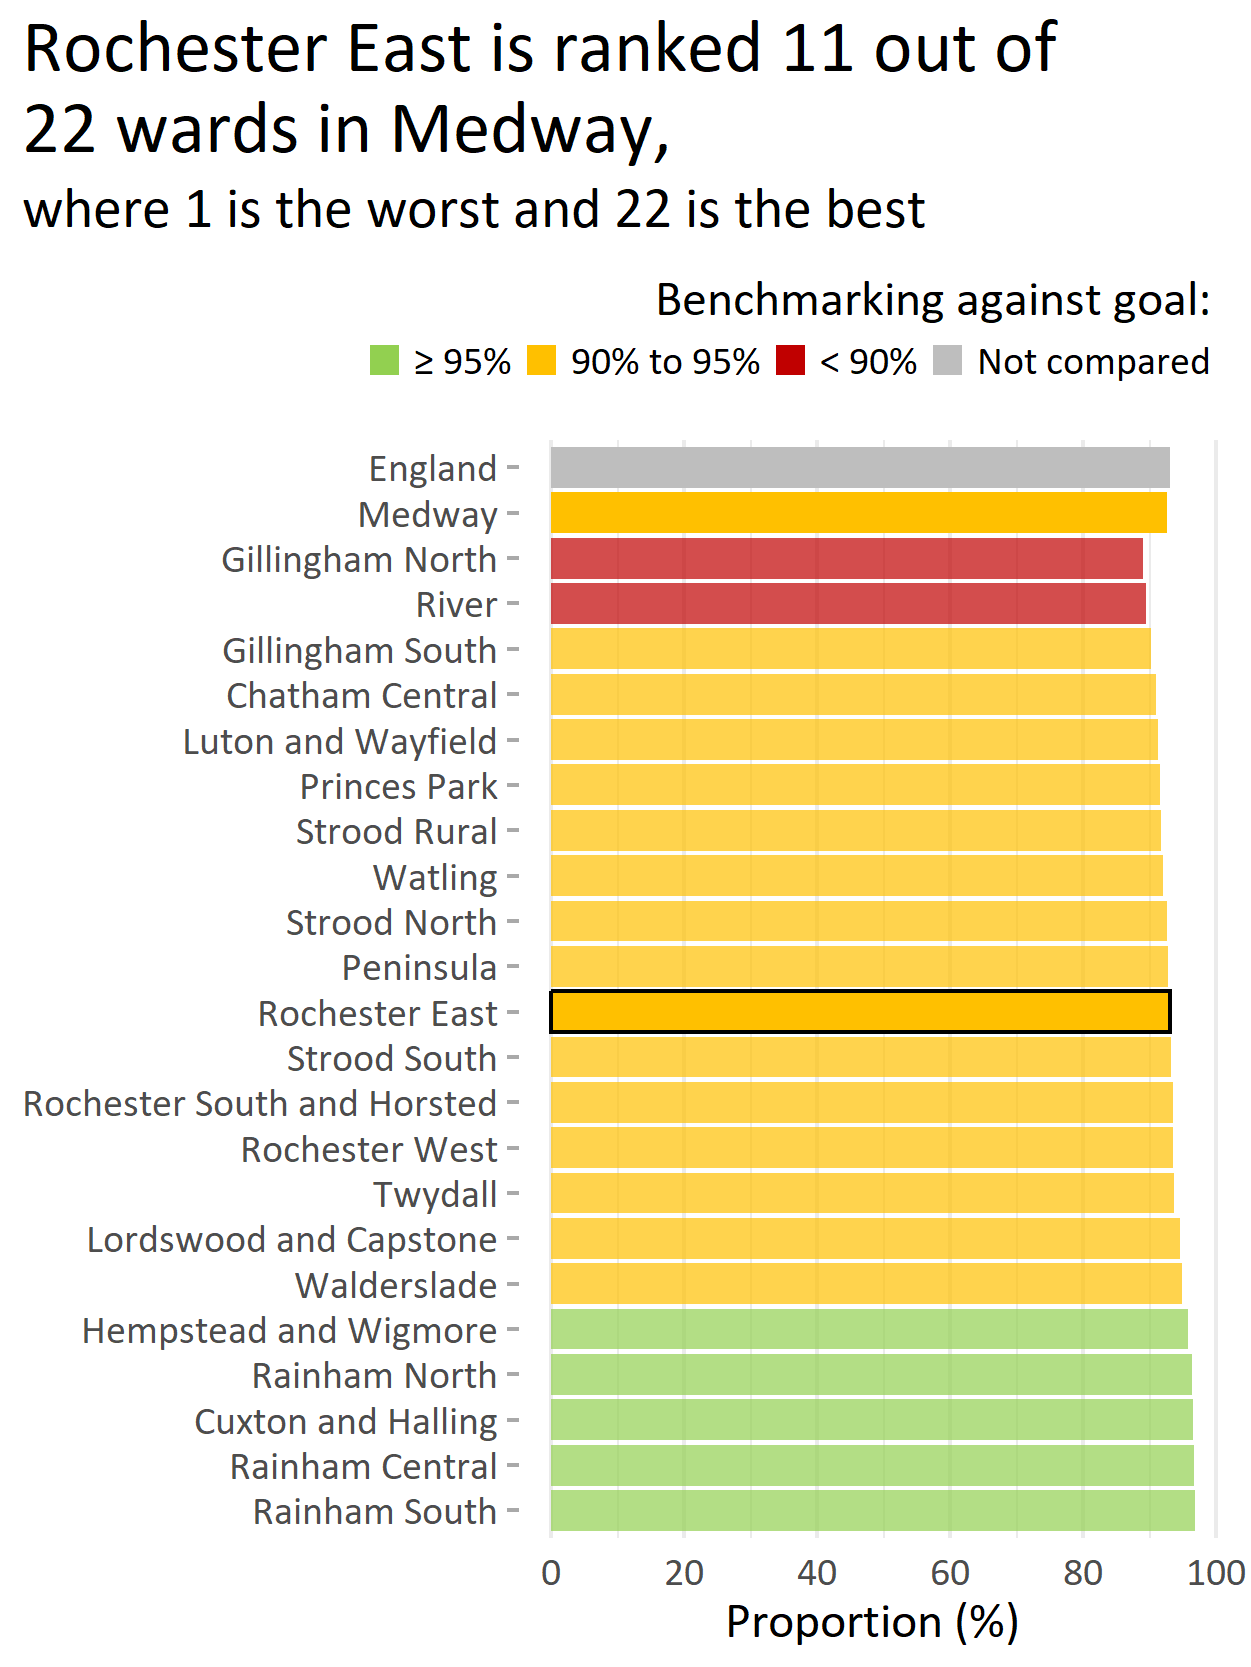 Rochester East is ranked 11 out of
22 wards in Medway,
where 1 is the worst and 22 is the best
Benchmarking against goal:
≥ 95% 90% to 95% < 90% Not compared
England
Medway
Gillingham North
River
Gillingham South
Chatham Central
Luton and Wayfield
Princes Park
Strood Rural
Watling
Strood North
Peninsula
Rochester East
Strood South
Rochester South and Horsted
Rochester West
Twydall
Lordswood and Capstone
Walderslade
Hempstead and Wigmore
Rainham North
Cuxton and Halling
Rainham Central
Rainham South
0 20 40 60 80 100
Proportion (%)